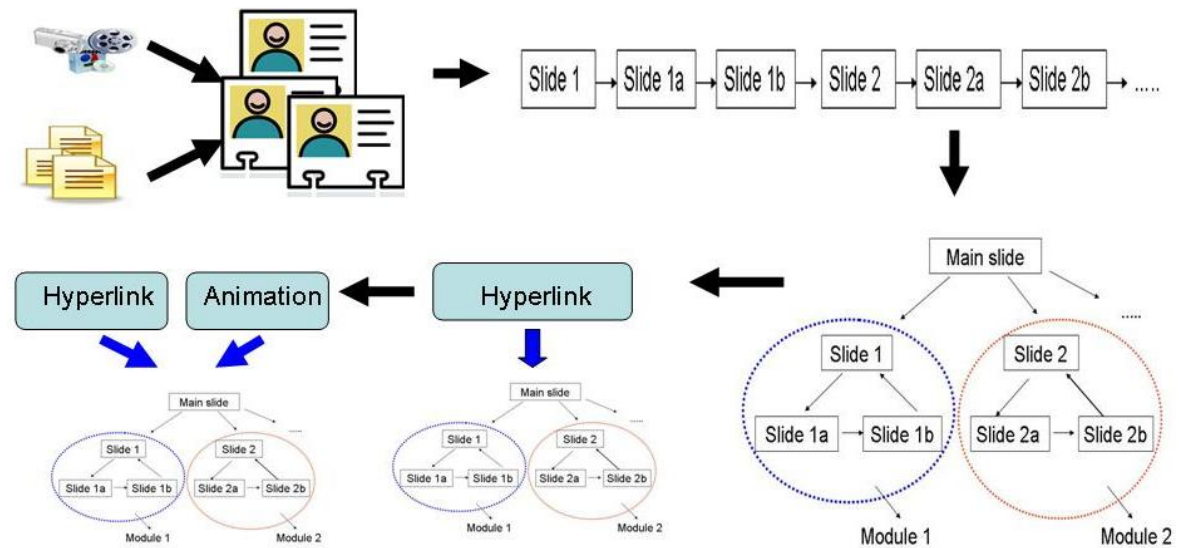 Slide 1 Slide 1a Slide 1b Slide 2 Slide 2a Slide 2b .....
Main slide
.....
Slide 1 Slide 2
Slide 1a Slide 1b Slide 2a Slide 2b
Module 1 Module 2
Hyperlink
Main slide
.....
Slide 1 Slide 2
Slide 1a Slide 1b Slide 2a Slide 2b
Module 1 Module 2
Hyperlink Animation
Main slide
.....
Slide 1 Slide 2
Slide 1a Slide 1b Slide 2a Slide 2b
Module 1 Module 2